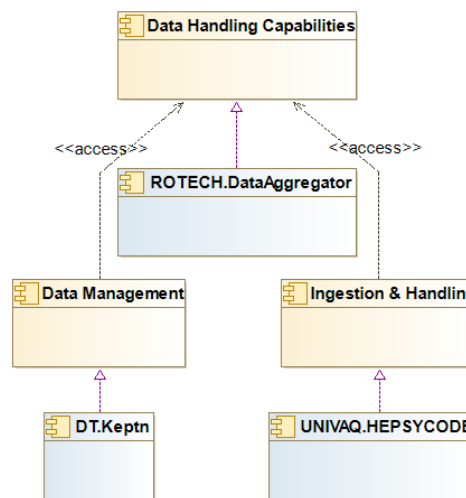 Data Handling Capabilities
<<access>>
<<access>>
ROTECH.DataAggregator
Data Management
Ingestion & Handlin
DT.Keptn
UNIVAQ.HEPSYCODE